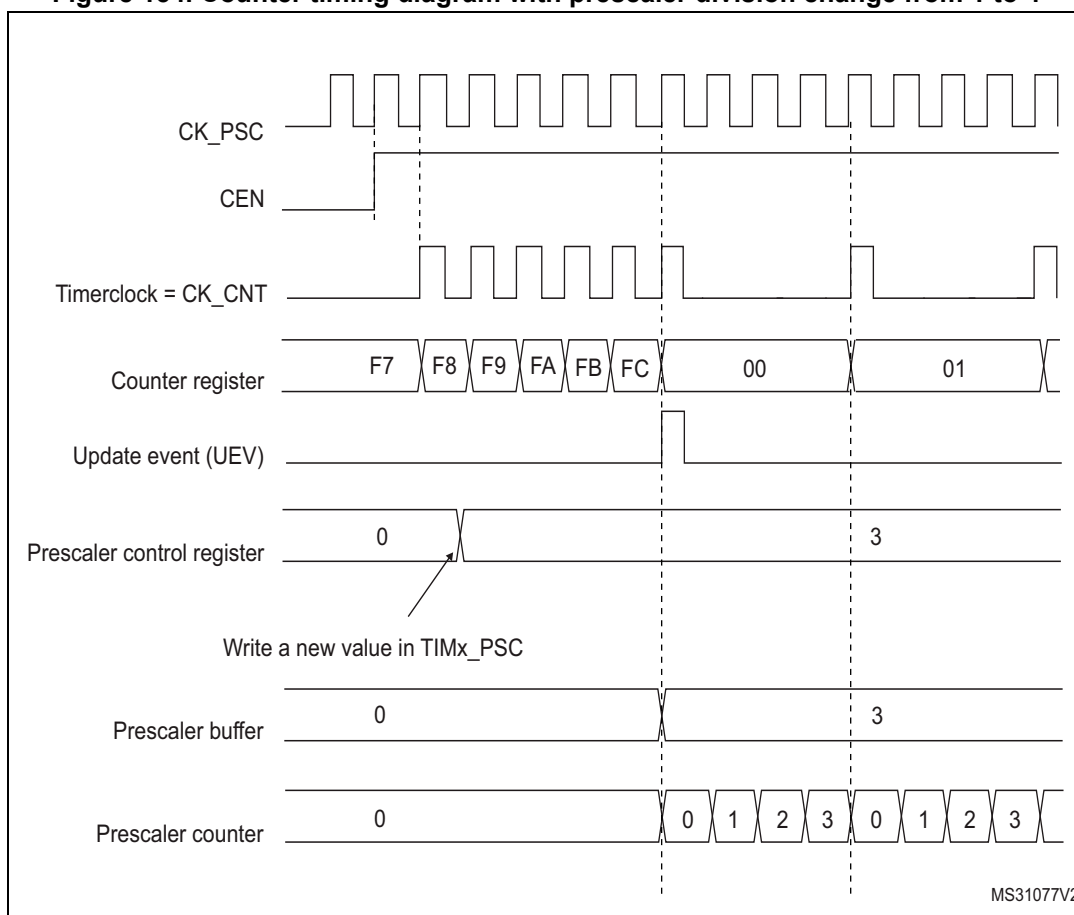 CK_PSC
CEN
Timerclock = CK_CNT
Counter register F7 F8 F9 FA FB FC 00 01
Update event (UEV)
Prescaler control register 0 3
Write a new value in TIMx_PSC
Prescaler buffer 0 3
Prescaler counter 0 0 1 2 3 0 1 2 3
MS31077V2